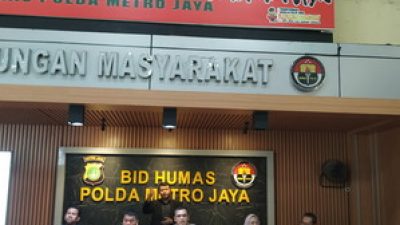 POLDA METRO JAYA
UNGAN MASYARAKAT
BID HUMAS
POLDA METRO JAYA